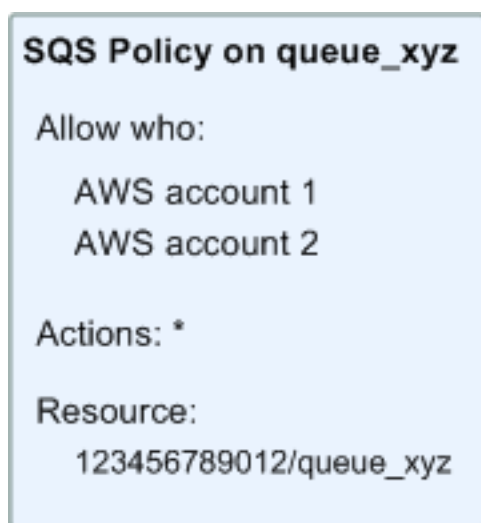 SQS Policy on queue_xyz
Allow who:
AWS account 1
AWS account 2
Actions: *
Resource:
123456789012/queue_xyz